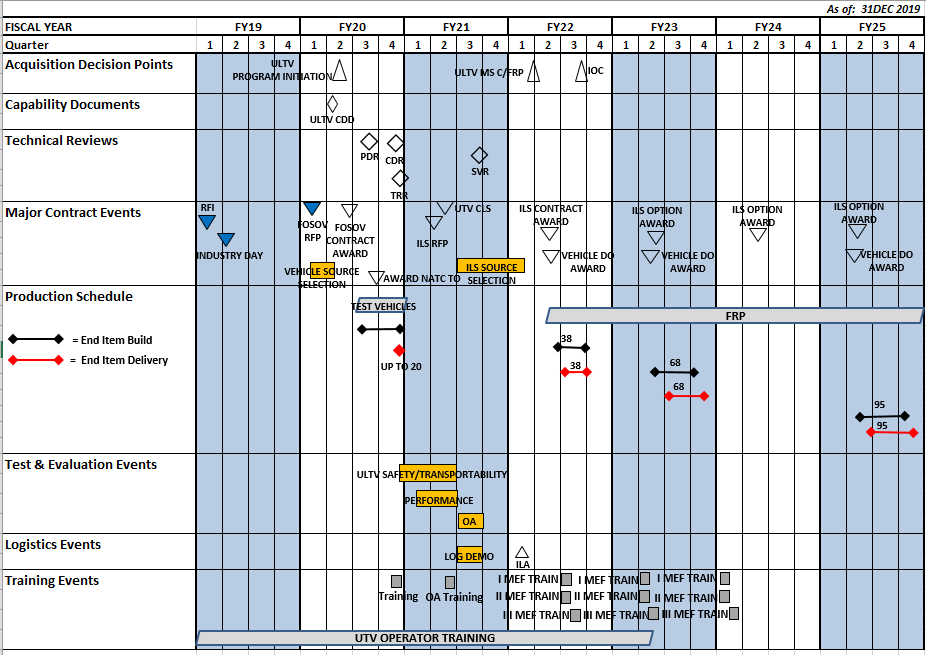 As of: 31DEC 2019
FISCAL YEAR FY19 FY20 FY21 FY22 FY23 FY24 FY25
Quarter 1 2 3 4 1 2 3 4 1 2 3 4 1 2 3 4 1 2 3 4 1 2 3 4 1 2 3 4
Acquisition Decision Points
ULTV
PROGRAM INITIATION
ULTV MS C/FRP
IOC
Capability Documents
ULTV CDD
Technical Reviews
PDR
CDR
TRR
SVR
Major Contract Events
RFI
INDUSTRY DAY
FOSOV
RFP
FOSOV
CONTRACT
AWARD
VEHICLE SOURCE
SELECTION
AWARD NATC TO
UTV CLS
ILS RFP
ILS SOURCE
SELECTION
ILS CONTRACT
AWARD
VEHICLE DO
AWARD
ILS OPTION
AWARD
VEHICLE DO
AWARD
ILS OPTION
AWARD
ILS OPTION
AWARD
VEHICLE DO
AWARD
Production Schedule
TEST VEHICLES
FRP
= End Item Build
= End Item Delivery
UP TO 20
38
38
68
68
95
95
Test & Evaluation Events
ULTV SAFETY/TRANSPORTABILITY
PERFORMANCE
OA
Logistics Events
LOG DEMO
ILA
Training Events
Training
OA Training
I MEF TRAIN I MEF TRAIN I MEF TRAIN
II MEF TRAIN II MEF TRAIN II MEF TRAIN
III MEF TRAIN III MEF TRAIN III MEF TRAIN
UTV OPERATOR TRAINING